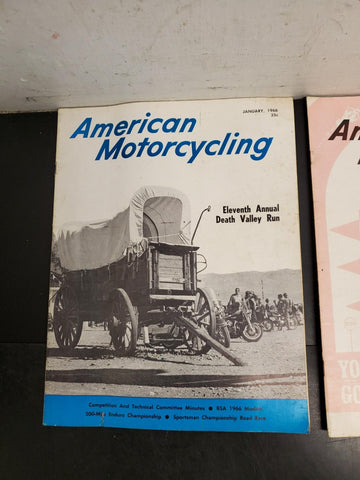 JANUARY, 1966
35c
American
Motorcycling
Eleventh Annual
Death Valley Run
Competition And Technical Committee Minutes ● BSA 1966 Models
500-Mile Enduro Championship ● Sportsman Championship Road Race
Am
YO
GO